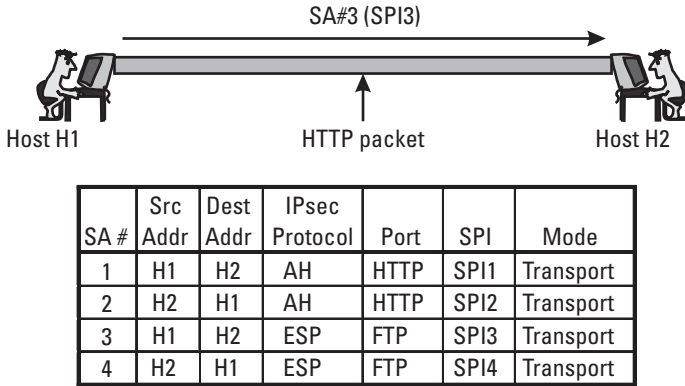 SA#3 (SPI3)
Host H1
HTTP packet
Host H2
SA # Src Addr Dest Addr IPsec Protocol Port SPI Mode
1 H1 H2 AH HTTP SPI1 Transport
2 H2 H1 AH HTTP SPI2 Transport
3 H1 H2 ESP FTP SPI3 Transport
4 H2 H1 ESP FTP SPI4 Transport